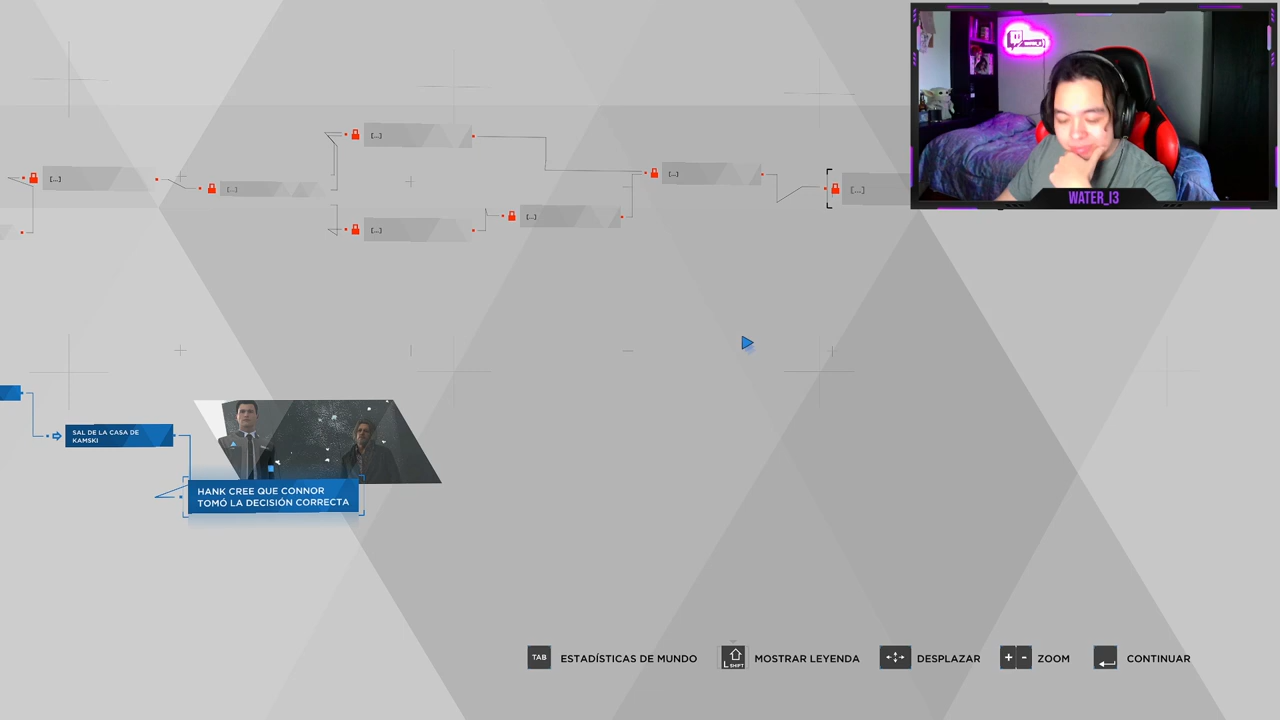 [...]
[...]
[...]
[...]
[...]
[...]
[...]
WATER_I3
SAL DE LA CASA DE
KAMSKI
HANK CREE QUE CONNOR
TOMÓ LA DECISIÓN CORRECTA
TAB ESTADÍSTICAS DE MUNDO
L SHIFT MOSTRAR LEYENDA
DESPLAZAR
+ - ZOOM
CONTINUAR